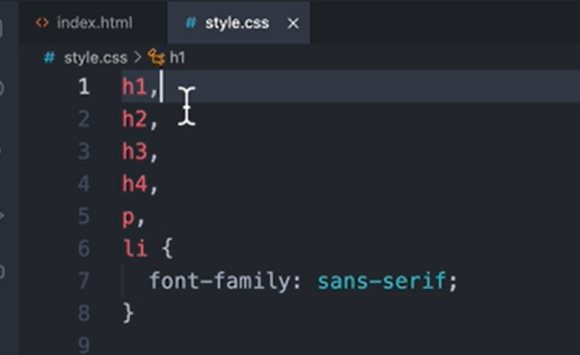 <> index.html # style.css ×
# style.css > h1
1 h1,
2 h2,
3 h3,
4 h4,
5 p,
6 li {
7 font-family: sans-serif;
8 }
9